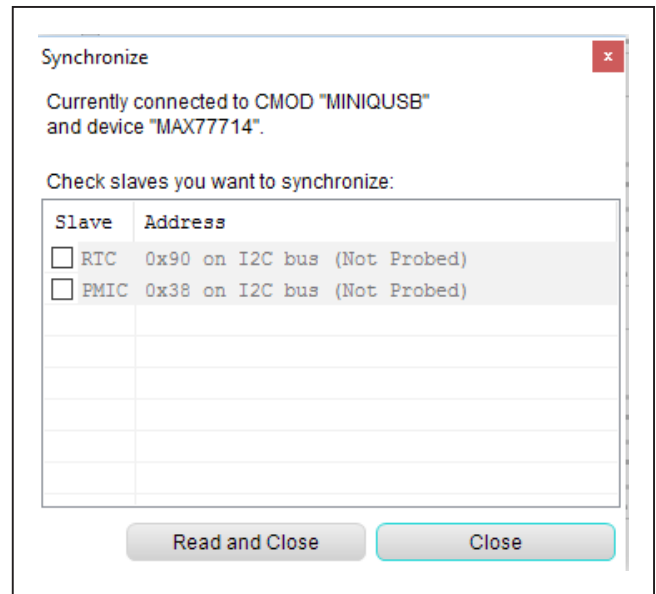 Synchronize
x
Currently connected to CMOD "MINIQUSB"
and device "MAX77714".
Check slaves you want to synchronize:
Slave Address
RTC 0x90 on I2C bus (Not Probed)
PMIC 0x38 on I2C bus (Not Probed)
Read and Close Close